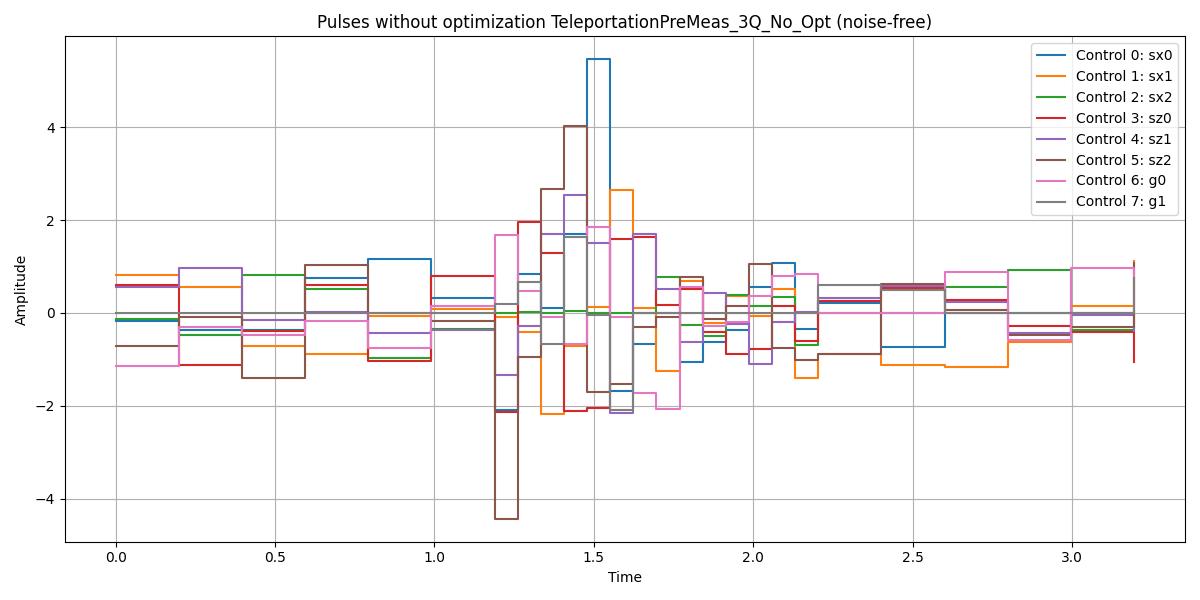 Pulses without optimization TeleportationPreMeas_3Q_No_Opt (noise-free)
Control 0: sx0
Control 1: sx1
Control 2: sx2
Control 3: sz0
Control 4: sz1
Control 5: sz2
Control 6: g0
Control 7: g1
Amplitude
4
2
0
−2
−4
0.0 0.5 1.0 1.5 2.0 2.5 3.0
Time